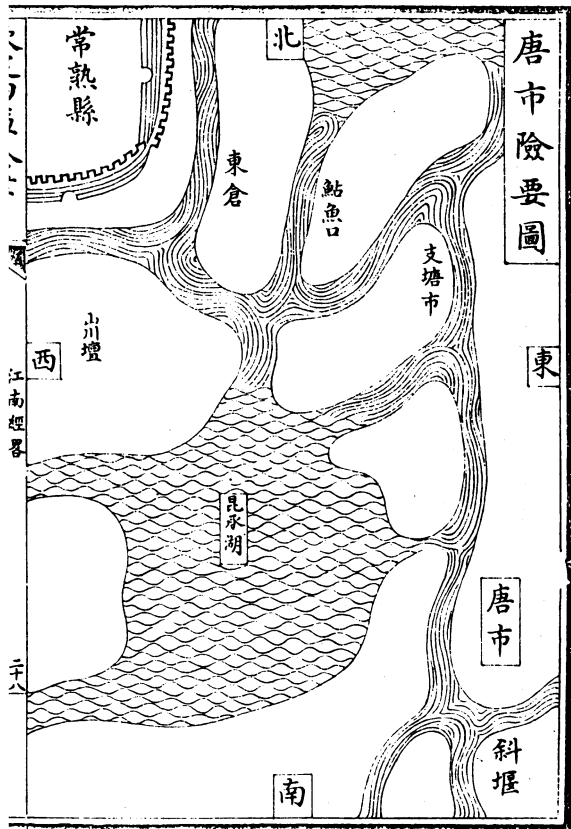 唐市險要圖
北
東
南
西
常熟縣
東倉
鮎魚口
支塘市
山川壇
昆承湖
唐市
斜堰
江南經畧
二十八